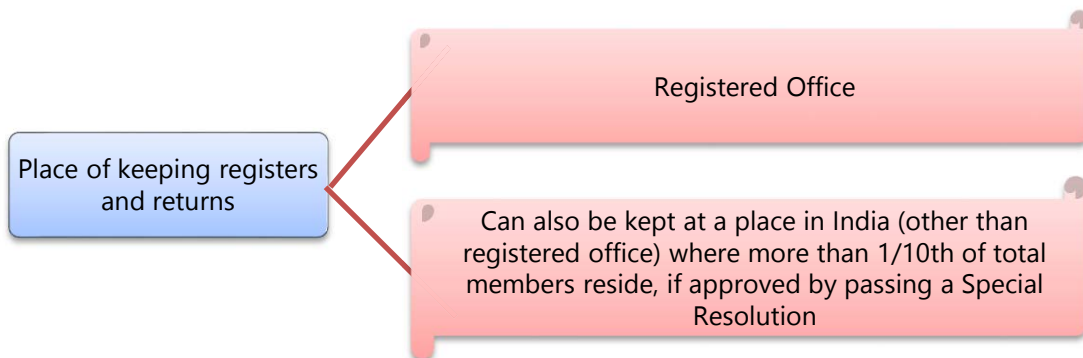 Place of keeping registers
and returns
Registered Office
Can also be kept at a place in India (other than
registered office) where more than 1/10th of total
members reside, if approved by passing a Special
Resolution